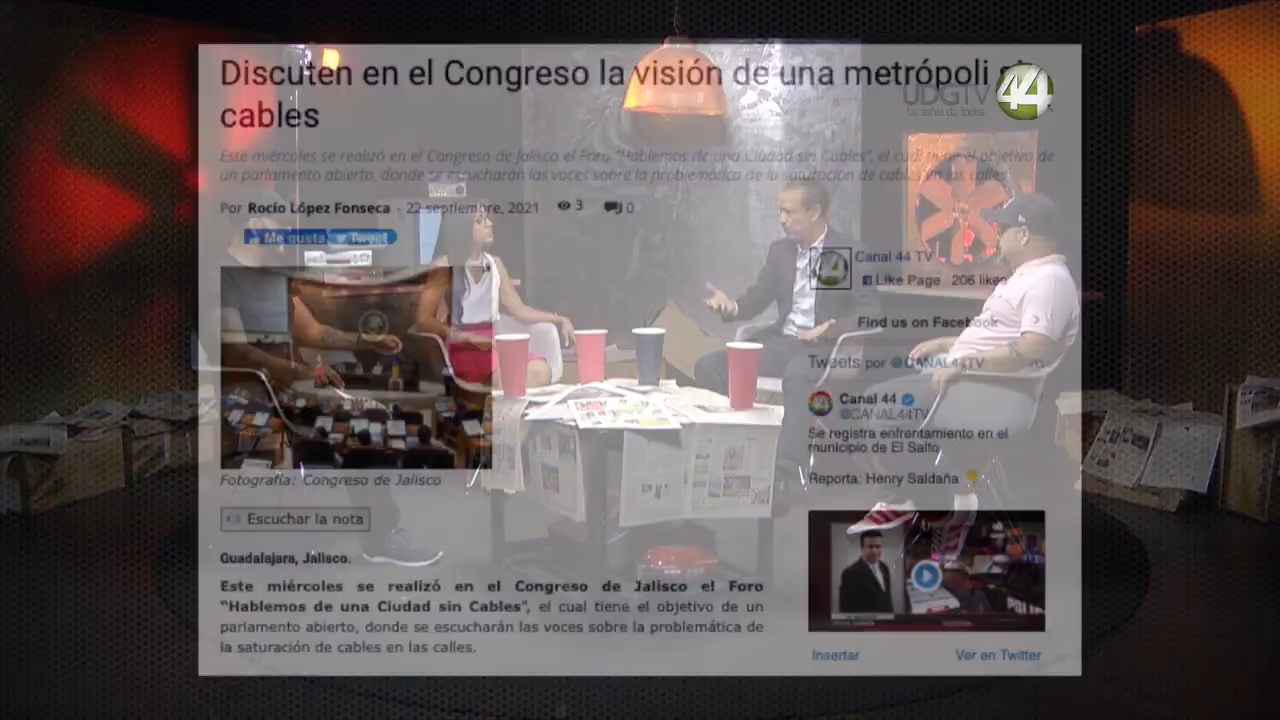 Discuten en el Congreso la visión de una metrópoli sin
cables
UDGTV 44
La señal de todos
Este miércoles se realizó en el Congreso de Jalisco el Foro "Hablemos de una Ciudad sin Cables", el cual tiene el objetivo de
un parlamento abierto, donde se escucharán las voces sobre la problemática de la saturación de cables en las calles.
Por Rocío López Fonseca - 22 septiembre, 2021 3 0
Me gusta Tweet
44
Canal 44 TV
Like Page 206 likes
Find us on Facebook
Tweets por @CANAL44TV
Canal 44
@CANAL44TV
Se registra enfrentamiento en el
municipio de El Salto
Reporta: Henry Saldaña
Fotografía: Congreso de Jalisco
Escuchar la nota
Guadalajara, Jalisco.
Este miércoles se realizó en el Congreso de Jalisco el Foro
"Hablemos de una Ciudad sin Cables", el cual tiene el objetivo de un
parlamento abierto, donde se escucharán las voces sobre la problemática de
la saturación de cables en las calles.
Insertar Ver en Twitter